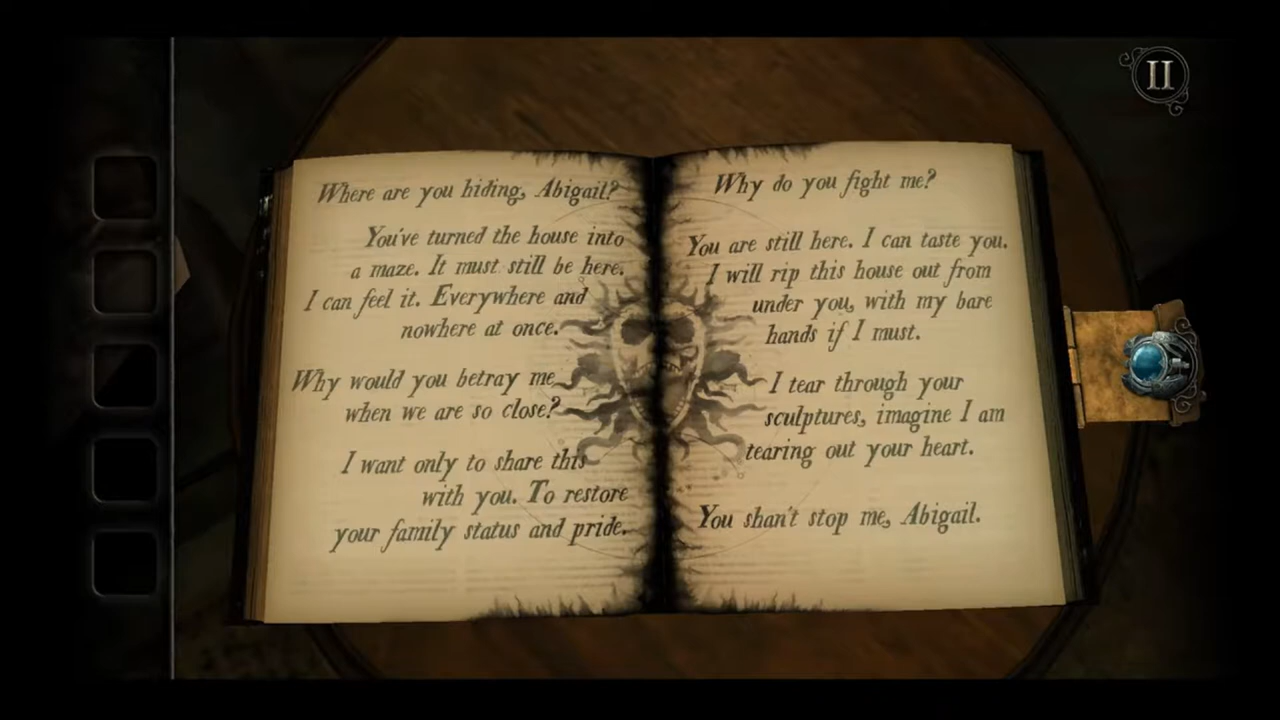 II
Where are you hiding, Abigail?
You've turned the house into
a maze. It must still be here.
I can feel it. Everywhere and
nowhere at once.
Why would you betray me
when we are so close?
I want only to share this
with you. To restore
your family status and pride.
Why do you fight me?
You are still here. I can taste you.
I will rip this house out from
under you, with my bare
hands if I must.
I tear through your
sculptures, imagine I am
tearing out your heart.
You shan't stop me, Abigail.